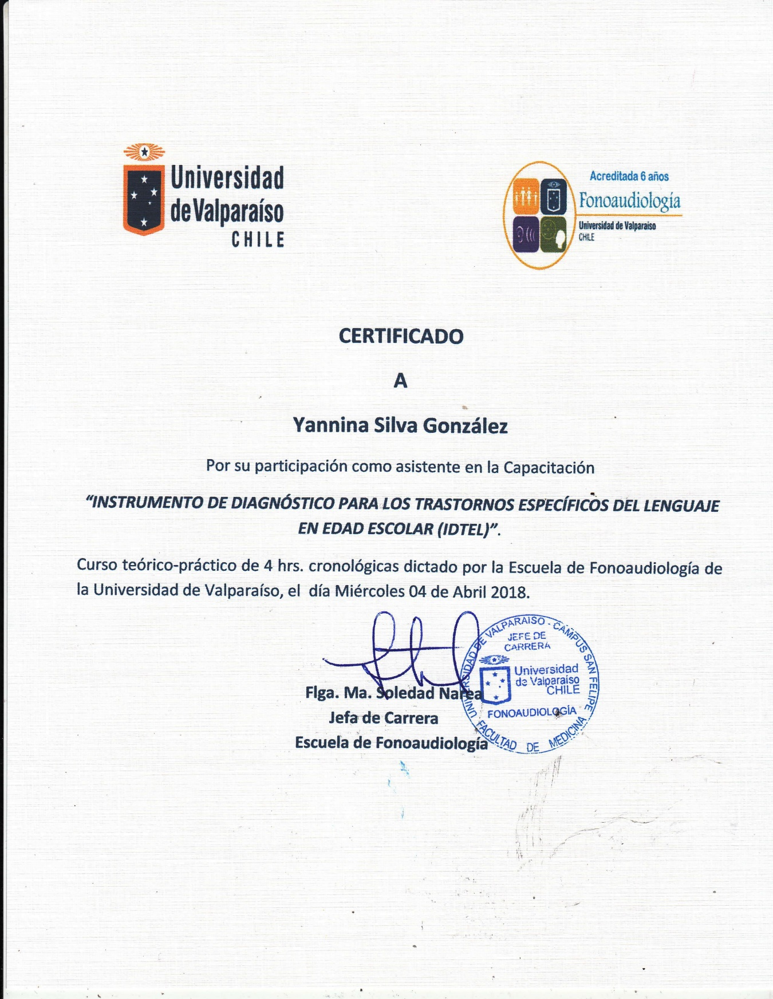 Universidad
de Valparaíso
CHILE
Acreditada 6 años
Fonoaudiología
Universidad de Valparaiso
CHILE
CERTIFICADO
A
Yannina Silva González
Por su participación como asistente en la Capacitación
“INSTRUMENTO DE DIAGNÓSTICO PARA LOS TRASTORNOS ESPECÍFICOS DEL LENGUAJE
EN EDAD ESCOLAR (IDTEL)”.
Curso teórico-práctico de 4 hrs. cronológicas dictado por la Escuela de Fonoaudiología de
la Universidad de Valparaíso, el día Miércoles 04 de Abril 2018.
Flga. Ma. Soledad Narea
Jefa de Carrera
Escuela de Fonoaudiología
UNIVERSIDAD DE VALPARAISO - CAMPUS SAN FELIPE
JEFE DE
CARRERA
Universidad
de Valparaíso
CHILE
FONOAUDIOLOGÍA
FACULTAD DE MEDICINA